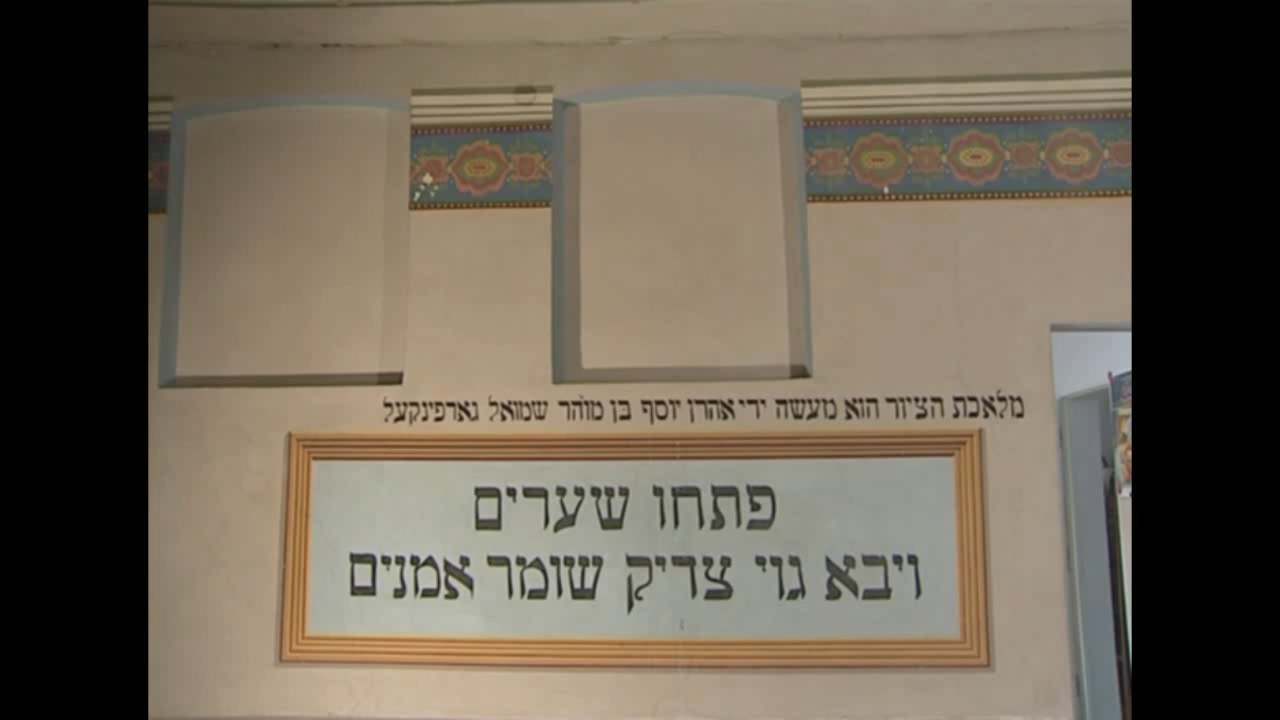 מלאכת הציור הוא מעשה ידי אהרן יוסף בן מוהר שמואל גארפינקעל
פתחו שערים
ויבא גוי צדיק שומר אמנים